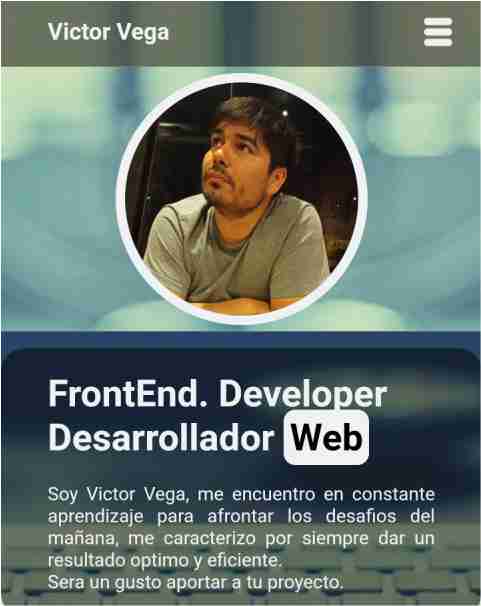 Victor Vega
FrontEnd. Developer
Desarrollador Web
Soy Victor Vega, me encuentro en constante
aprendizaje para afrontar los desafios del
mañana, me caracterizo por siempre dar un
resultado optimo y eficiente.
Sera un gusto aportar a tu proyecto.